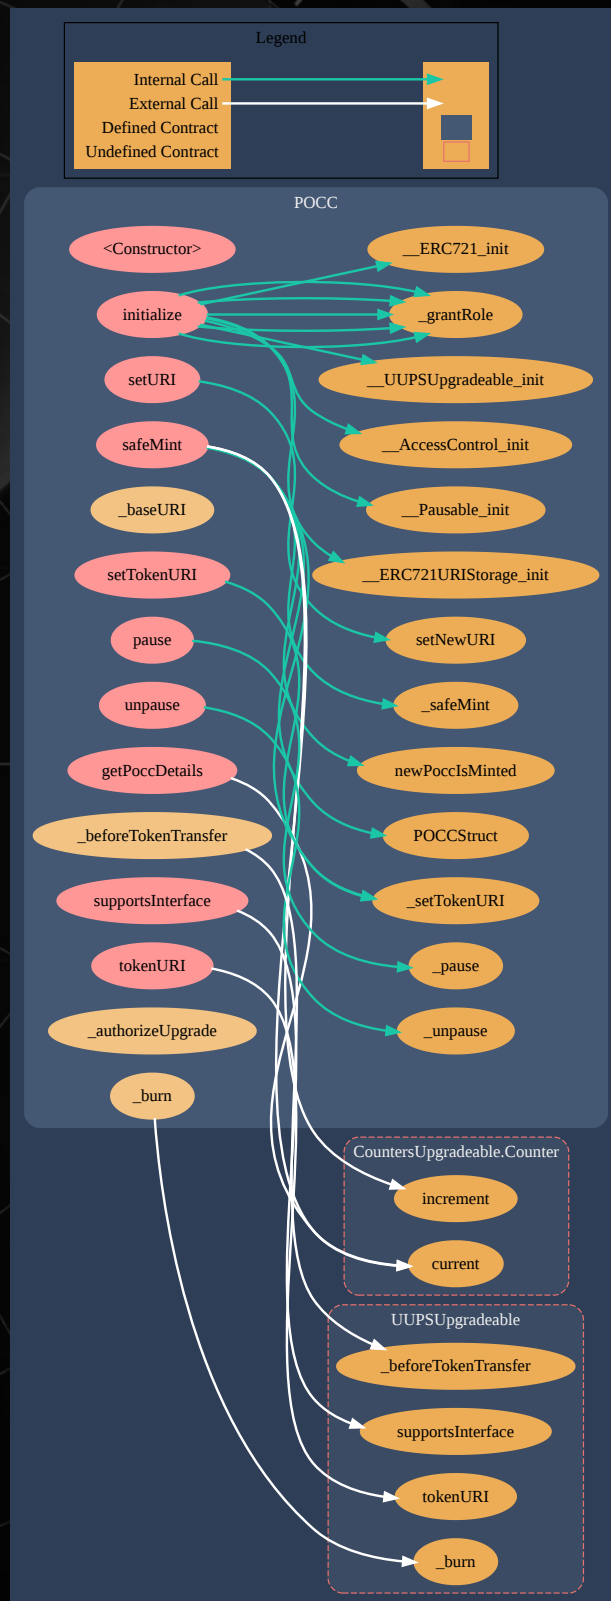 Legend
Internal Call
External Call
Defined Contract
Undefined Contract
POCC
<Constructor>
__ERC721_init
initialize
_grantRole
setURI
__UUPSUpgradeable_init
safeMint
__AccessControl_init
_baseURI
__Pausable_init
setTokenURI
__ERC721URIStorage_init
pause
setNewURI
unpause
_safeMint
getPoccDetails
newPoccIsMinted
_beforeTokenTransfer
POCCStruct
supportsInterface
_setTokenURI
tokenURI
_pause
_authorizeUpgrade
_unpause
_burn
CountersUpgradeable.Counter
increment
current
UUPSUpgradeable
_beforeTokenTransfer
supportsInterface
tokenURI
_burn